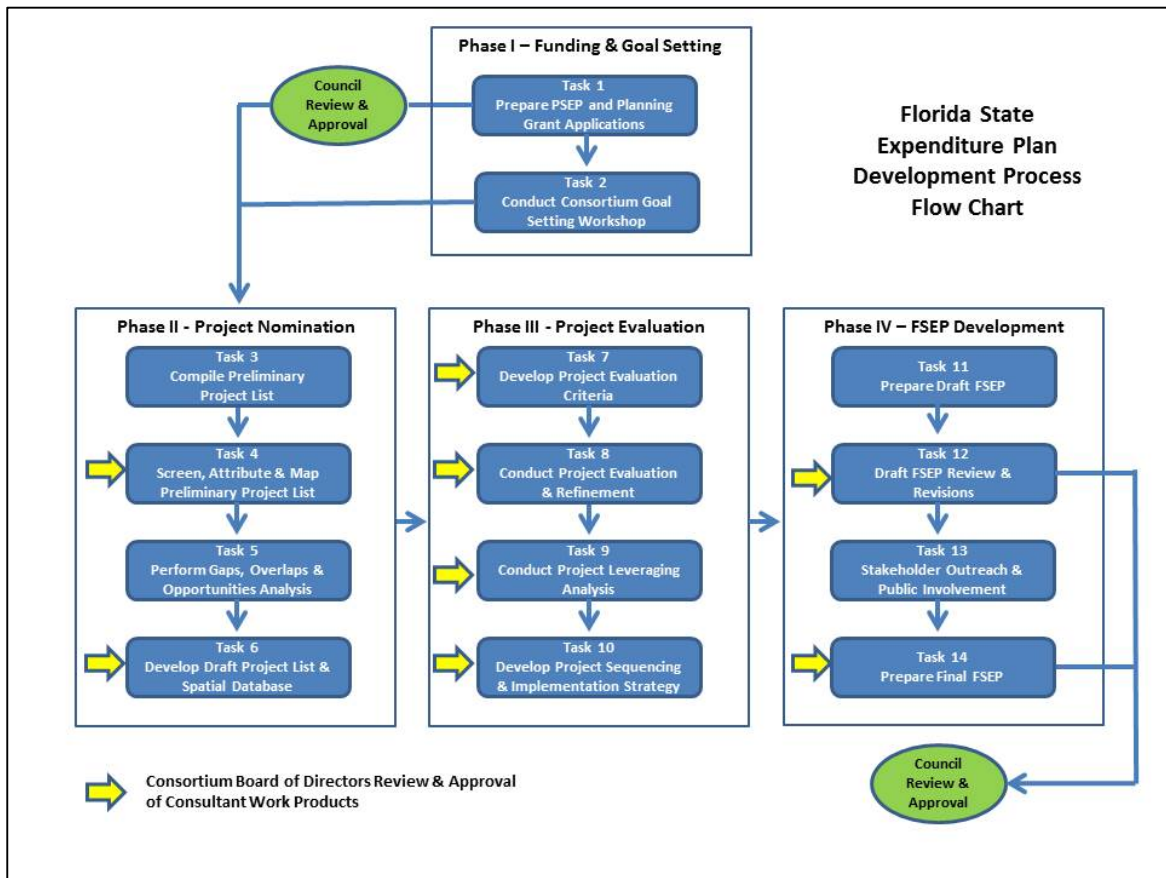 Phase I – Funding & Goal Setting
Council
Review &
Approval
Task 1
Prepare PSEP and Planning
Grant Applications
Task 2
Conduct Consortium Goal
Setting Workshop
Florida State
Expenditure Plan
Development Process
Flow Chart
Phase II - Project Nomination
Task 3
Compile Preliminary
Project List
Task 4
Screen, Attribute & Map
Preliminary Project List
Task 5
Perform Gaps, Overlaps &
Opportunities Analysis
Task 6
Develop Draft Project List &
Spatial Database
Phase III - Project Evaluation
Task 7
Develop Project Evaluation
Criteria
Task 8
Conduct Project Evaluation
& Refinement
Task 9
Conduct Project Leveraging
Analysis
Task 10
Develop Project Sequencing
& Implementation Strategy
Phase IV – FSEP Development
Task 11
Prepare Draft FSEP
Task 12
Draft FSEP Review &
Revisions
Task 13
Stakeholder Outreach &
Public Involvement
Task 14
Prepare Final FSEP
Consortium Board of Directors Review & Approval
of Consultant Work Products
Council
Review &
Approval